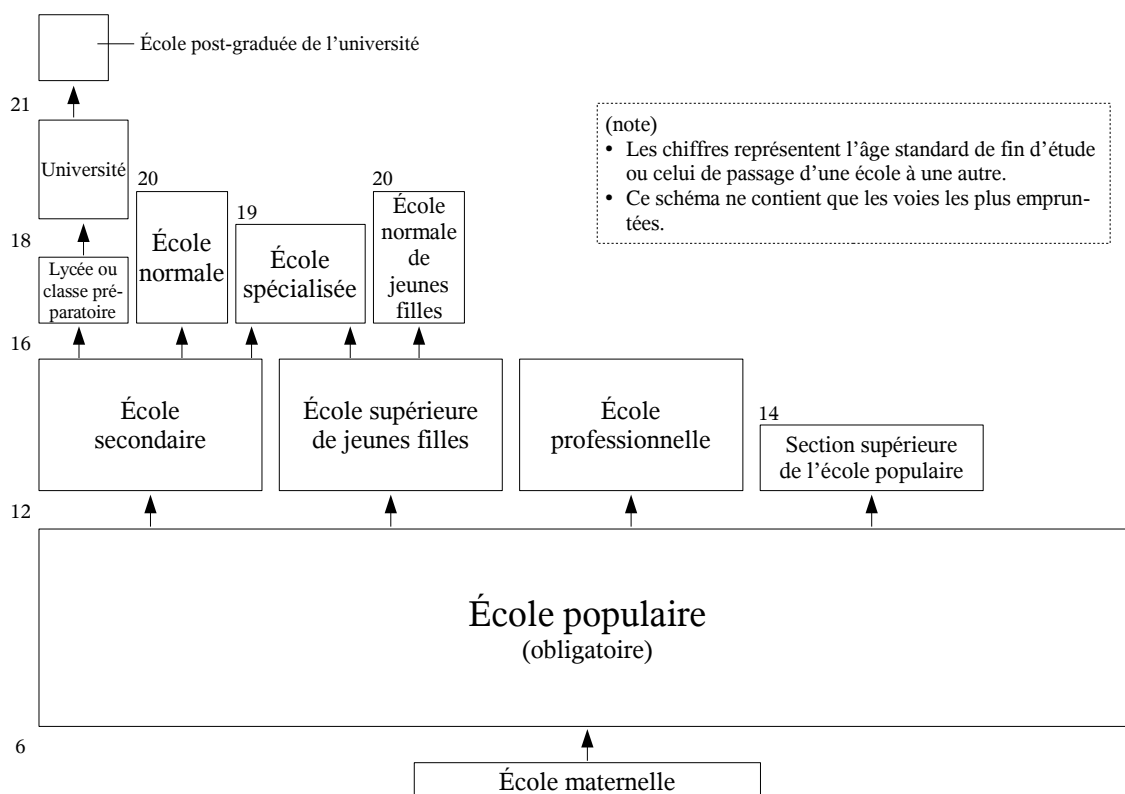 École post-graduée de l’université
21
(note)
• Les chiffres représentent l’âge standard de fin d’étude
ou celui de passage d’une école à une autre.
• Ce schéma ne contient que les voies les plus emprun-
tées.
Université
20
École
normale
19
École
spécialisée
20
École
normale
de
jeunes
filles
18
Lycée ou
classe pré-
paratoire
16
École
secondaire
École supérieure
de jeunes filles
École
professionnelle
14
Section supérieure
de l’école populaire
12
École populaire
(obligatoire)
6
École maternelle